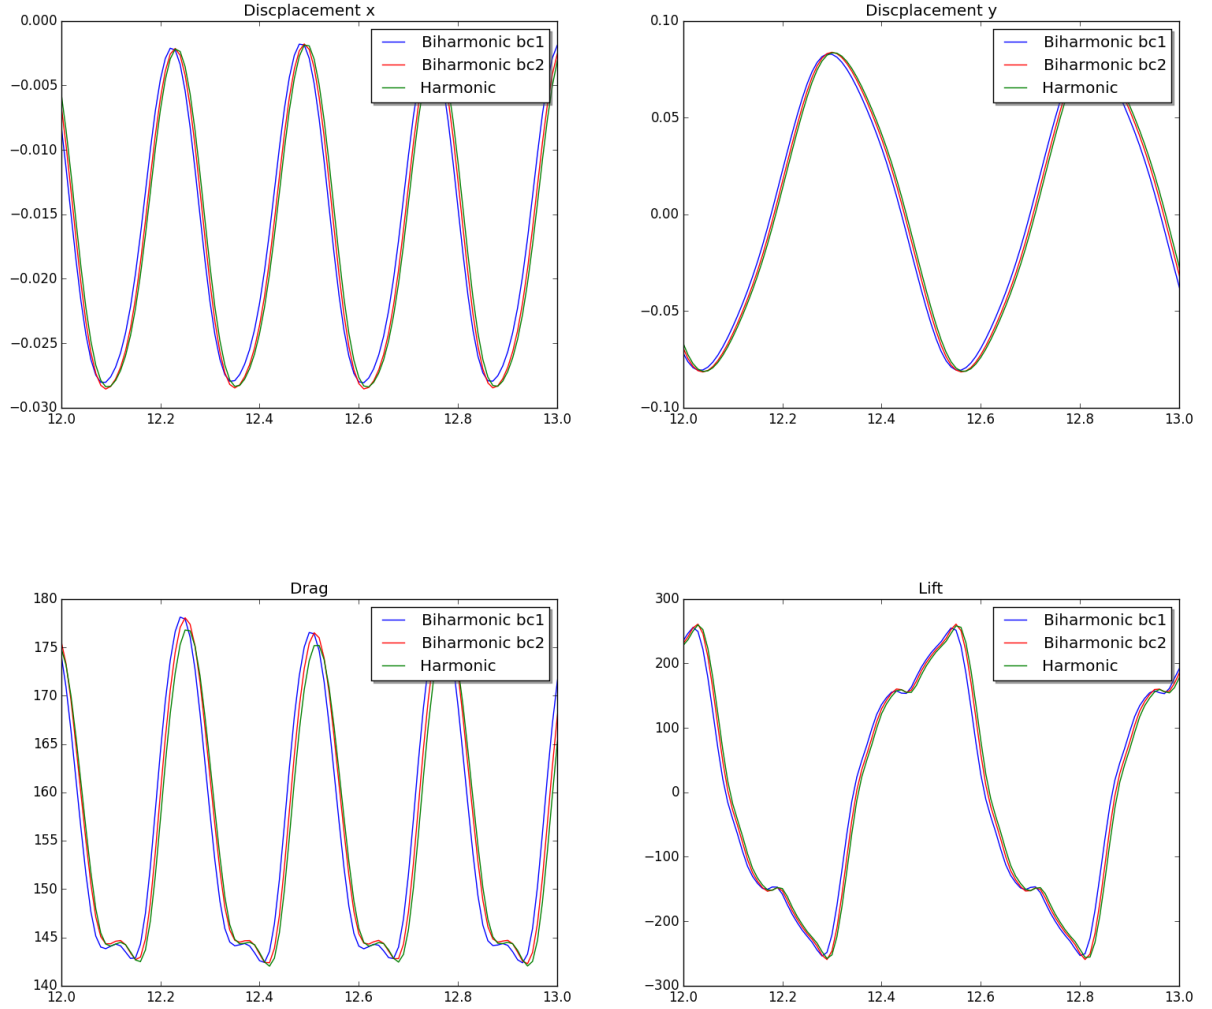 Discplacement x
0.000
−0.005
−0.010
−0.015
−0.020
−0.025
−0.030
12.0 12.2 12.4 12.6 12.8 13.0
Biharmonic bc1
Biharmonic bc2
Harmonic
Discplacement y
0.10
0.05
0.00
−0.05
−0.10
12.0 12.2 12.4 12.6 12.8 13.0
Biharmonic bc1
Biharmonic bc2
Harmonic
Drag
180
175
170
165
160
155
150
145
140
12.0 12.2 12.4 12.6 12.8 13.0
Biharmonic bc1
Biharmonic bc2
Harmonic
Lift
300
200
100
0
−100
−200
−300
12.0 12.2 12.4 12.6 12.8 13.0
Biharmonic bc1
Biharmonic bc2
Harmonic